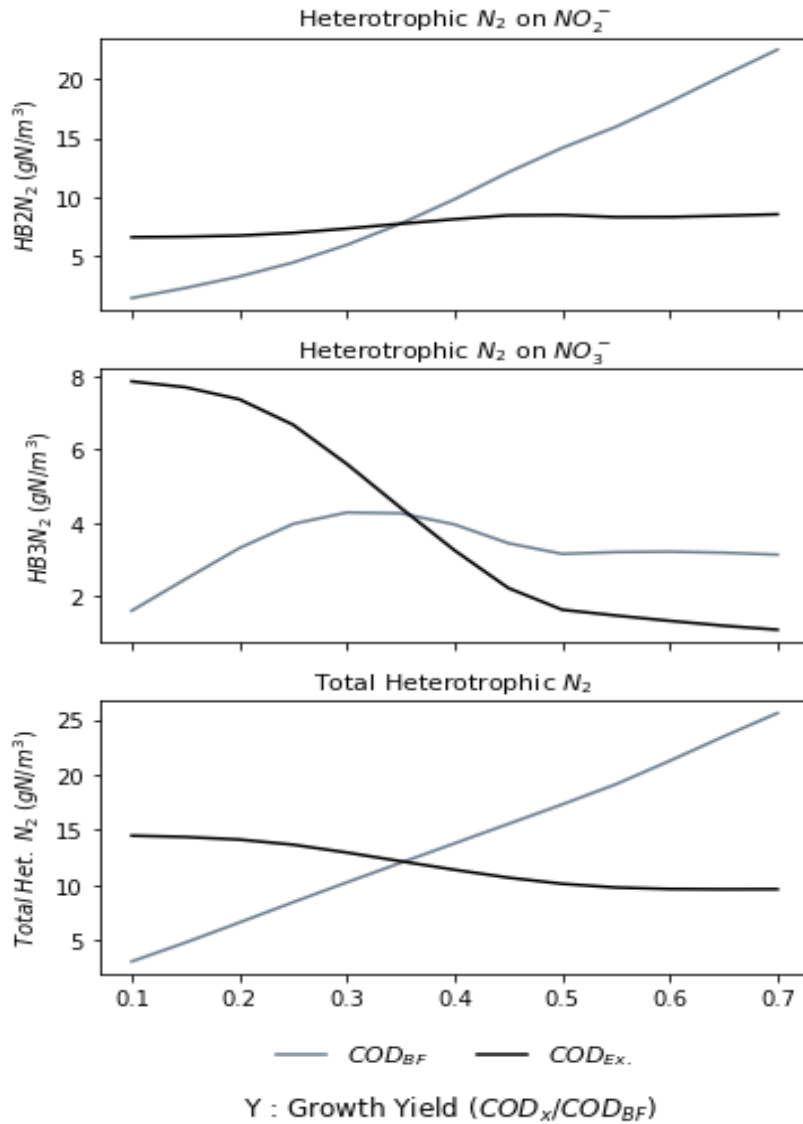 Heterotrophic N₂ on NO₂⁻
HB2N₂ (gN/m³)
20
15
10
5
Heterotrophic N₂ on NO₃⁻
HB3N₂ (gN/m³)
8
6
4
2
Total Heterotrophic N₂
Total Het. N₂ (gN/m³)
25
20
15
10
5
0.1 0.2 0.3 0.4 0.5 0.6 0.7
COD_BF COD_Ex.
Y : Growth Yield (COD_x/COD_BF)